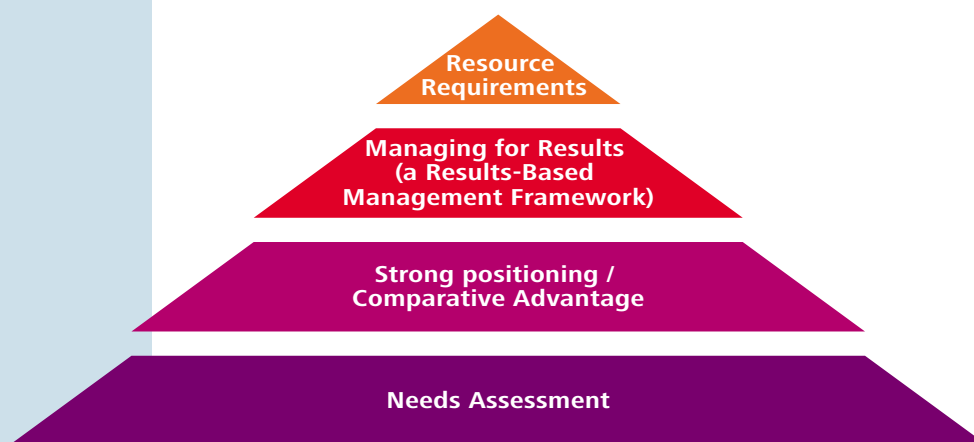 Resource
Requirements
Managing for Results
(a Results-Based
Management Framework)
Strong positioning /
Comparative Advantage
Needs Assessment